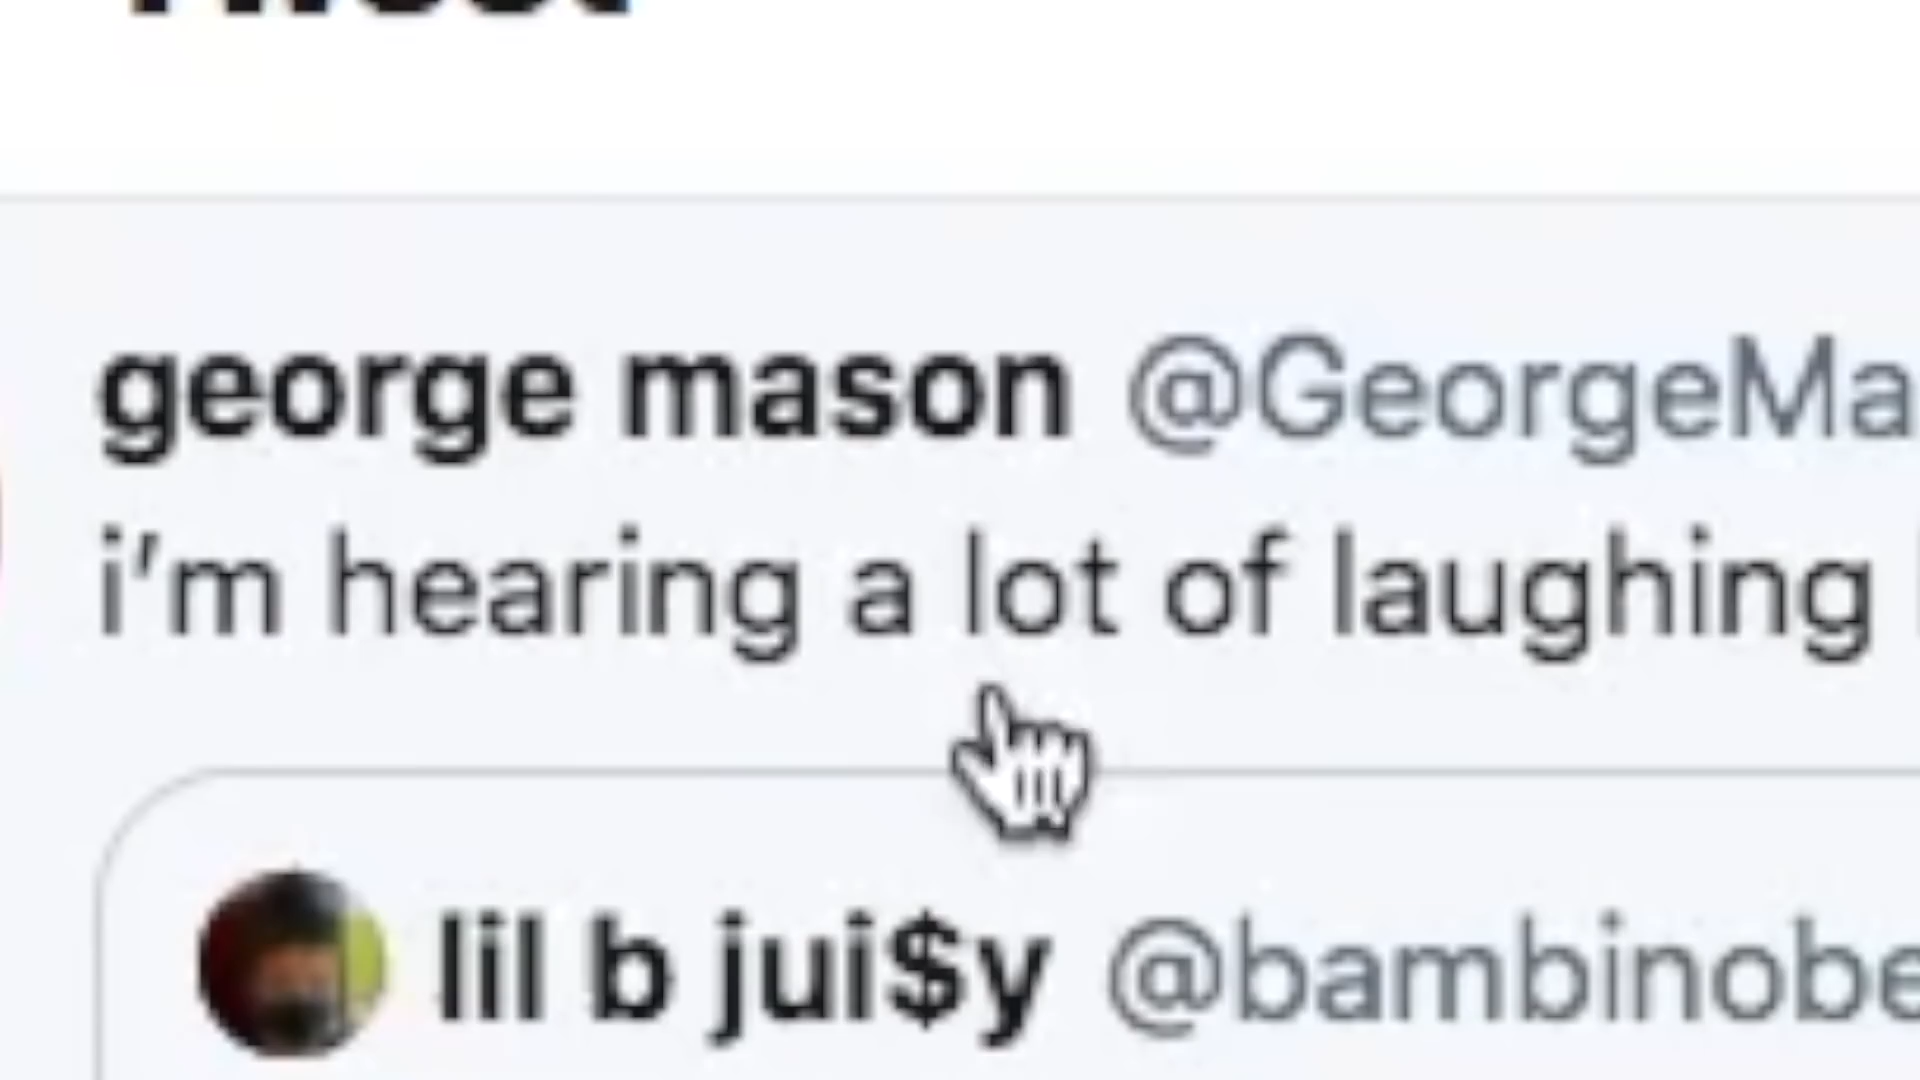 george mason @GeorgeMa
i'm hearing a lot of laughing
lil b jui$y @bambinobe